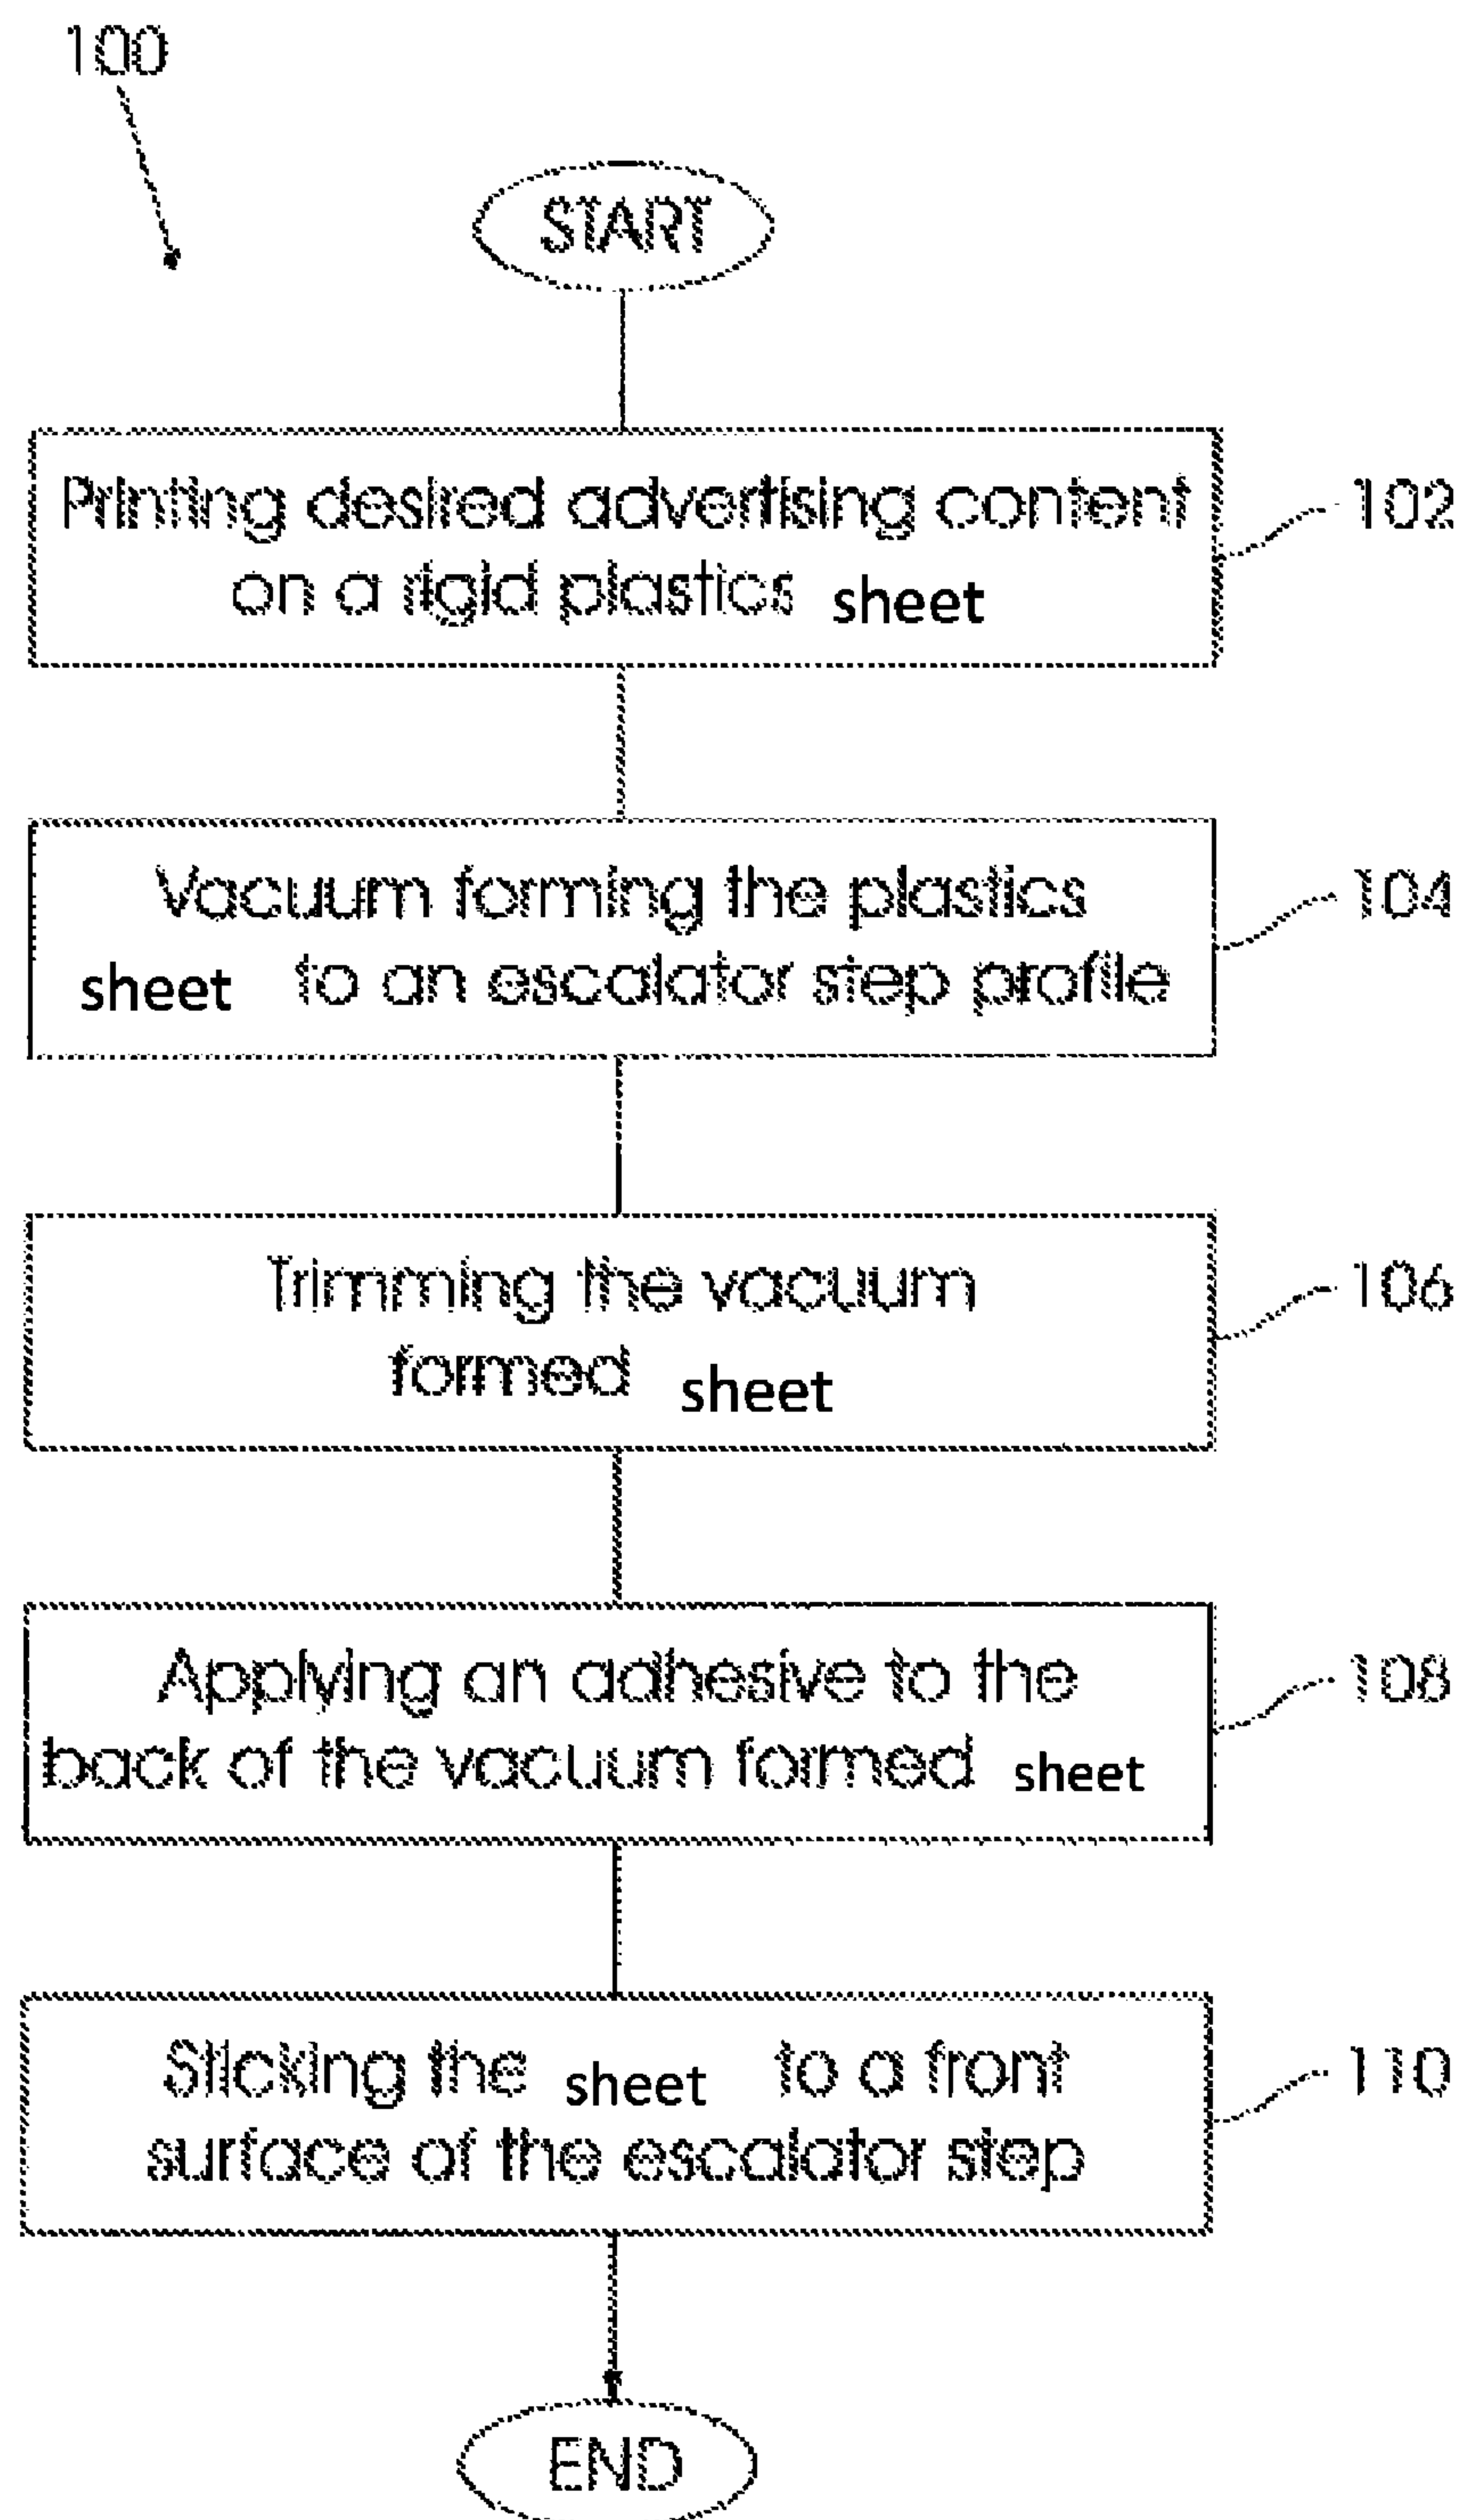 100
START
Printing desired advertising content
on a rigid plastics sheet
102
Vacuum forming the plastics
sheet to an escalator step profile
104
Trimming the vacuum
formed sheet
106
Applying an adhesive to the
back of the vacuum formed sheet
108
Sticking the sheet to a front
surface of the escalator step
110
END